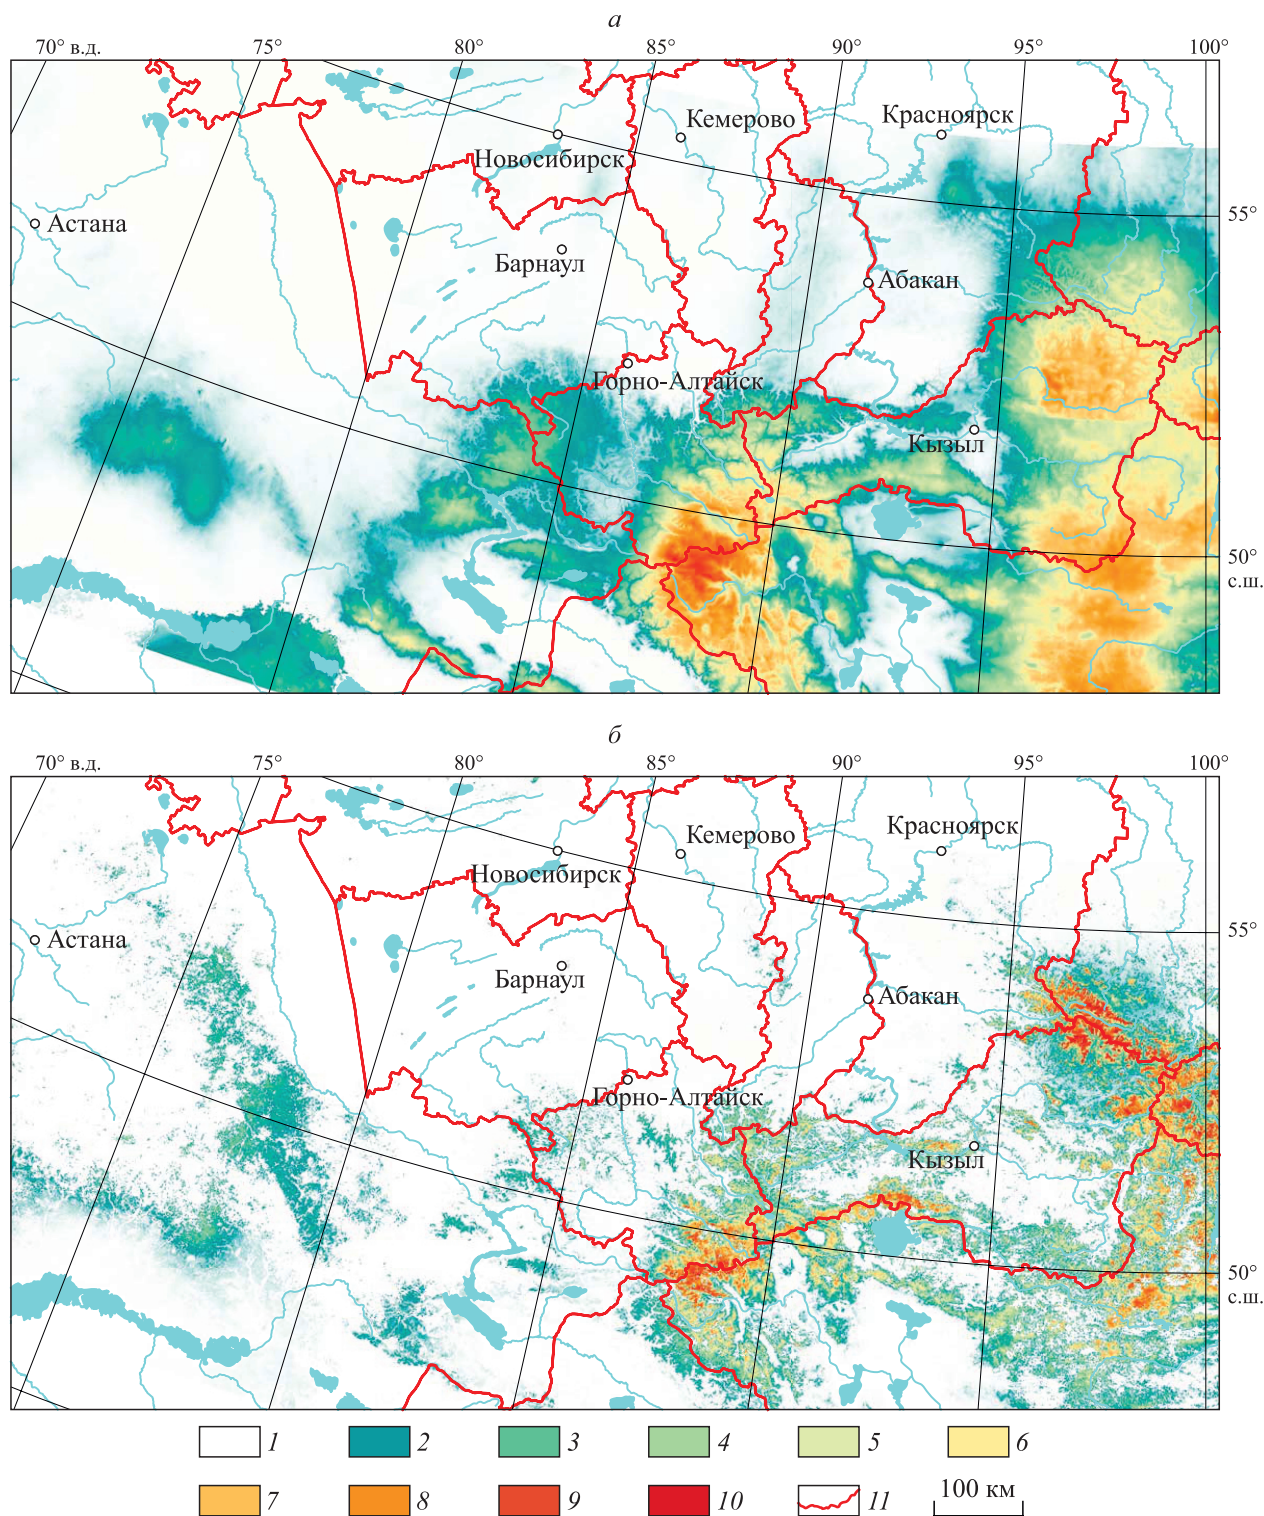 а
70° в.д. 75° 80° 85° 90° 95° 100°
Кемерово
Красноярск
Новосибирск
55°
Астана
Барнаул
Абакан
Горно-Алтайск
Кызыл
50°
с.ш.
б
70° в.д. 75° 80° 85° 90° 95° 100°
Кемерово
Красноярск
Новосибирск
55°
Астана
Барнаул
Абакан
Горно-Алтайск
Кызыл
50°
с.ш.
1 2 3 4 5 6
7 8 9 10 11 100 км